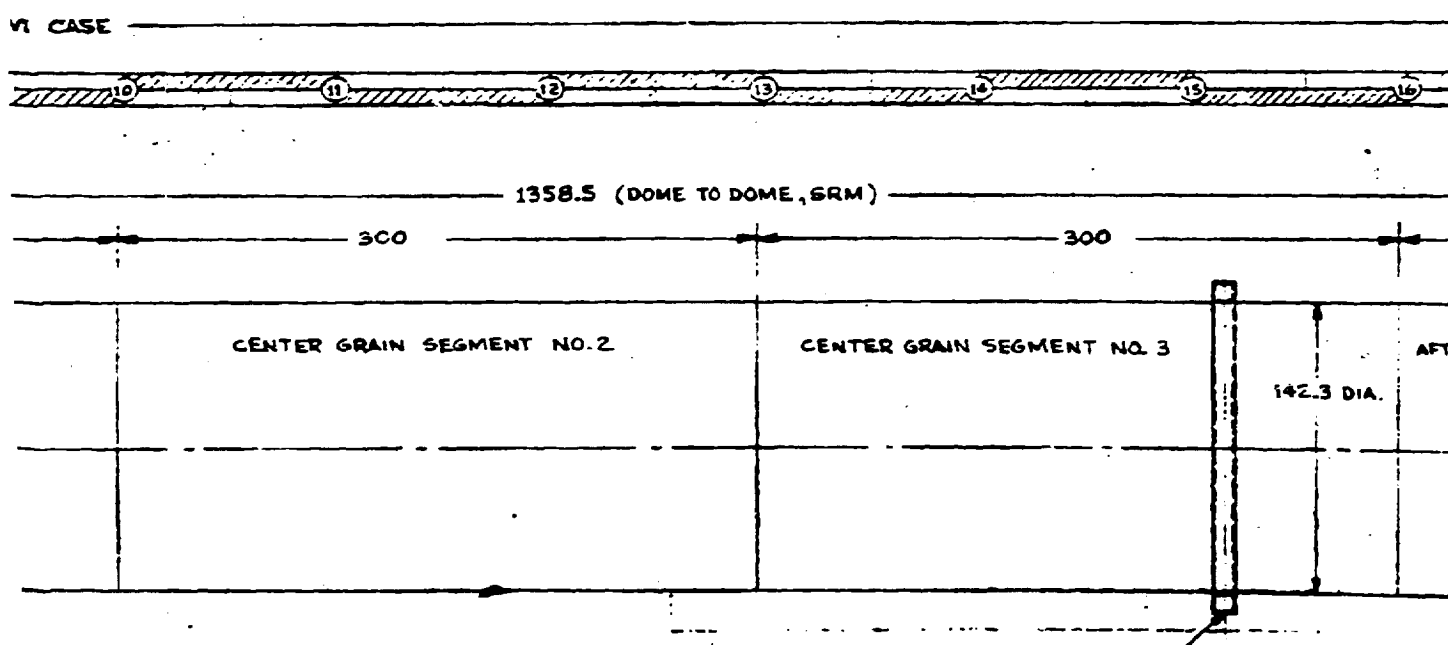 CASE
10 11 12 13 14 15 16
1358.5 (DOME TO DOME, SRM)
300 300
CENTER GRAIN SEGMENT NO. 2 CENTER GRAIN SEGMENT NO. 3 AFT
142.3 DIA.